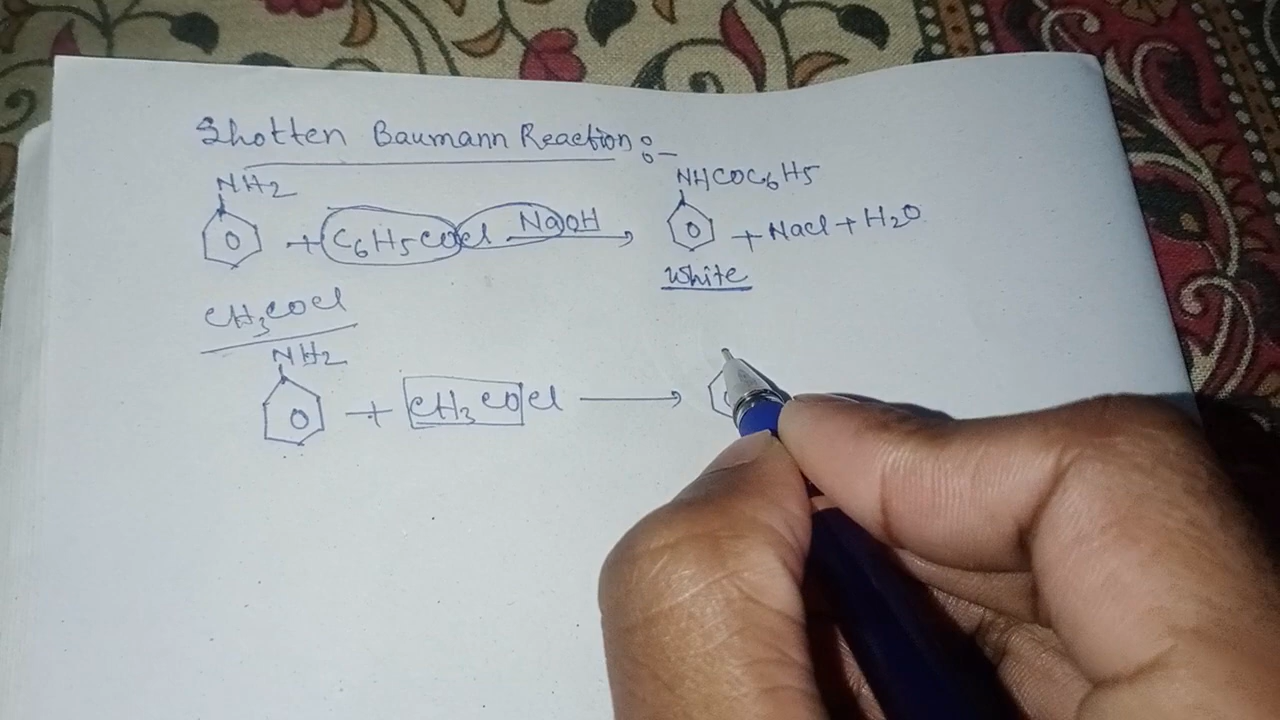 Shotten Baumann Reaction :-
NH2 NHCOC6H5
+ C6H5COCl NaOH → + NaCl + H2O
White
CH3COCl
NH2
+ CH3COCl →